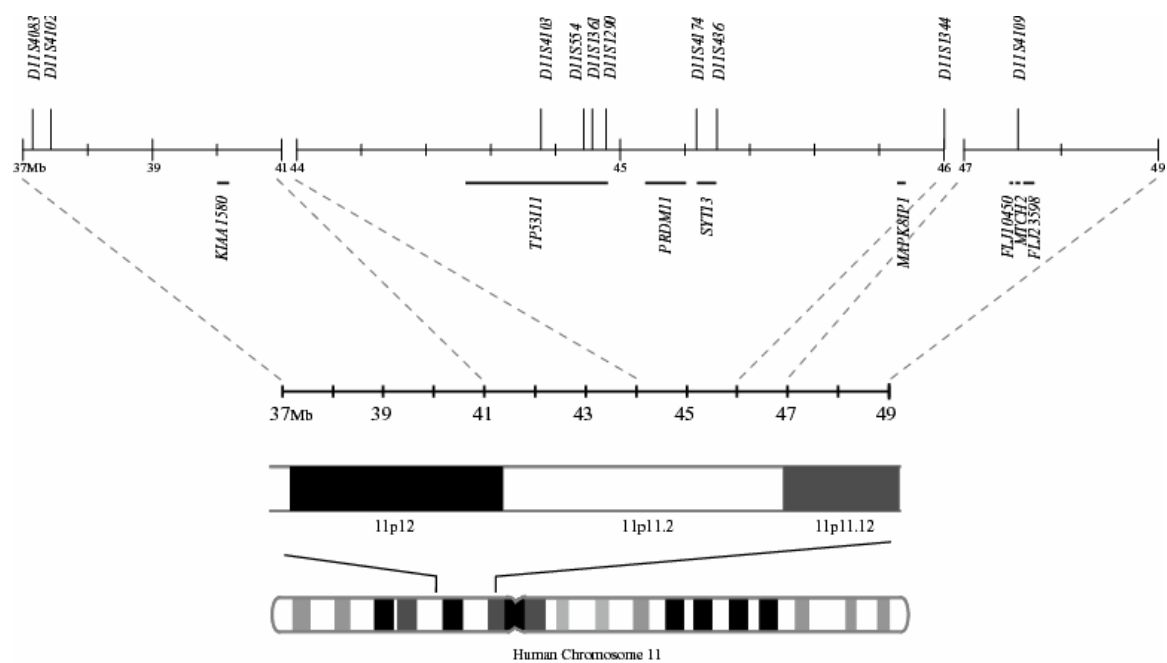 D11S4083
D11S4102
D11S4103
D11S554
D11S1361
D11S1290
D11S4174
D11S436
D11S1344
D11S4109
37Mb 39 41 44 45 46 47 49
KIAA1580
TP53I11
PRDM11
SYT13
MAPK8IP1
FLJ10450
MTCH2
FLJ23598
37Mb 39 41 43 45 47 49
11p12 11p11.2 11p11.12
Human Chromosome 11